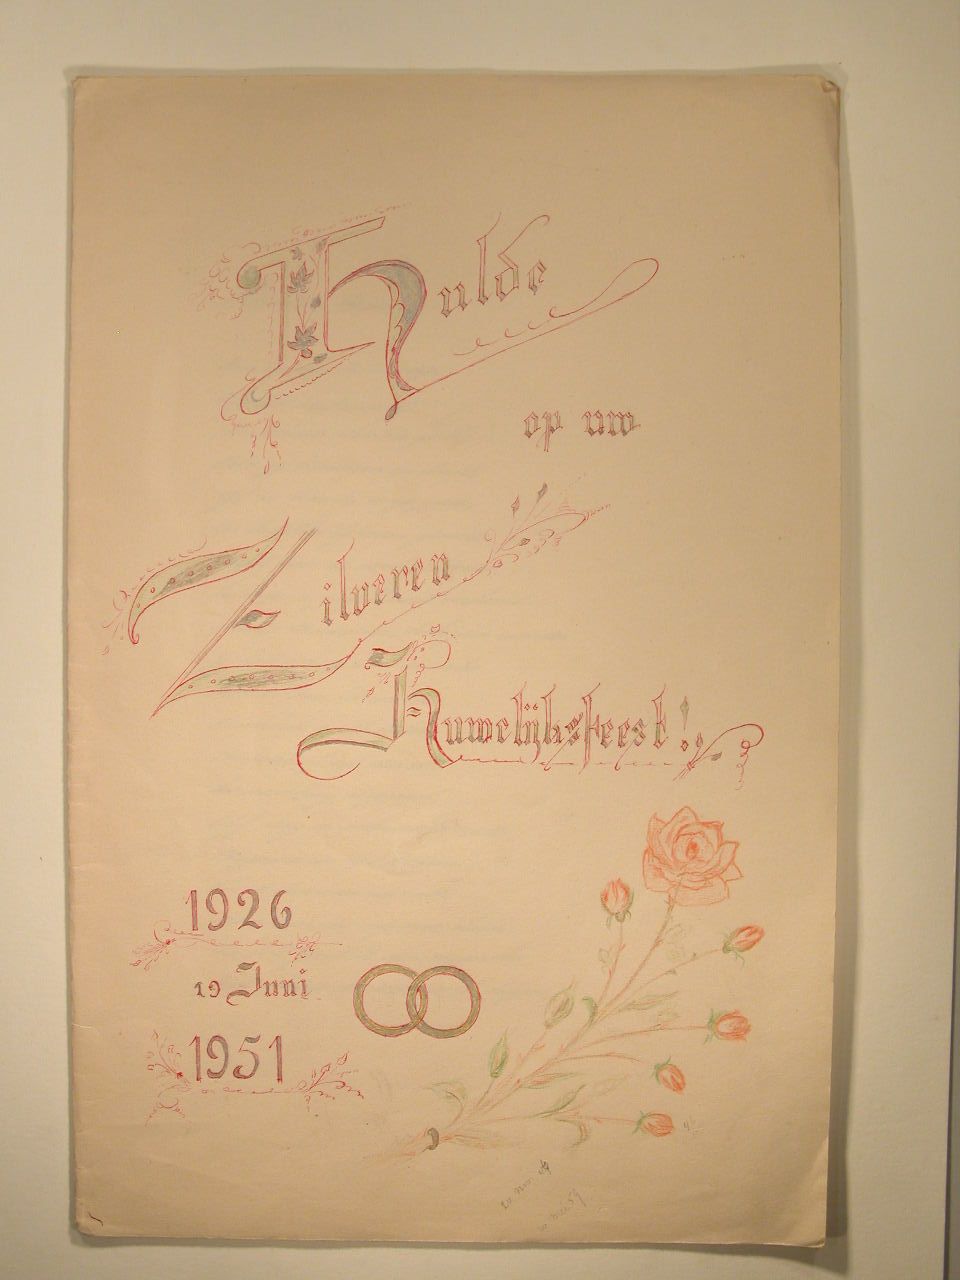 Hulde
op uw
Zilveren
Huwelijksfeest!
1926
19 Juni
1951